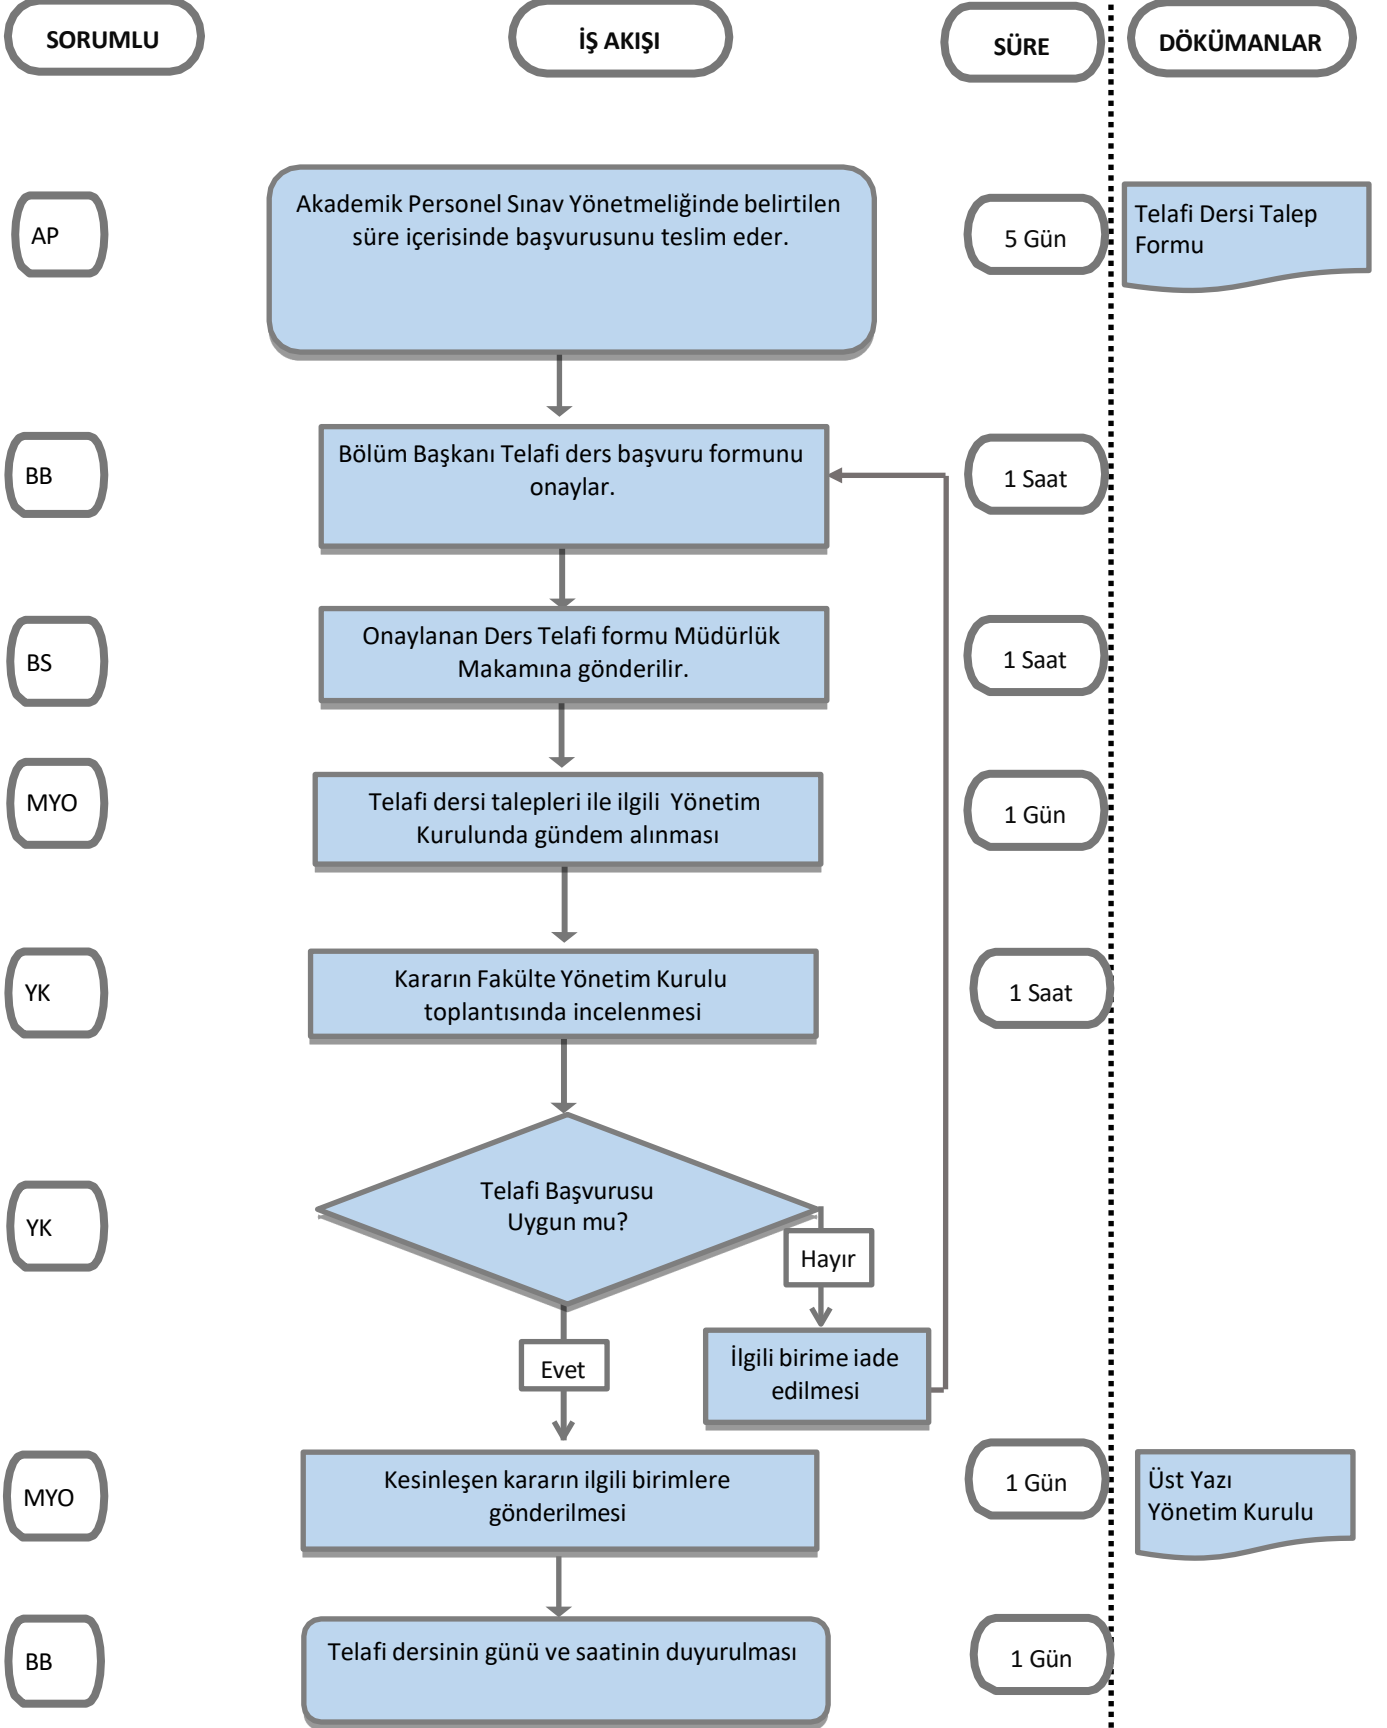 SORUMLU
İŞ AKIŞI
SÜRE
DÖKÜMANLAR
AP
Akademik Personel Sınav Yönetmeliğinde belirtilen
süre içerisinde başvurusunu teslim eder.
5 Gün
Telafi Dersi Talep
Formu
BB
Bölüm Başkanı Telafi ders başvuru formunu
onaylar.
1 Saat
BS
Onaylanan Ders Telafi formu Müdürlük
Makamına gönderilir.
1 Saat
MYO
Telafi dersi talepleri ile ilgili Yönetim
Kurulunda gündem alınması
1 Gün
YK
Kararın Fakülte Yönetim Kurulu
toplantısında incelenmesi
1 Saat
YK
Telafi Başvurusu
Uygun mu?
Hayır
İlgili birime iade
edilmesi
Evet
MYO
Kesinleşen kararın ilgili birimlere
gönderilmesi
1 Gün
Üst Yazı
Yönetim Kurulu
BB
Telafi dersinin günü ve saatinin duyurulması
1 Gün